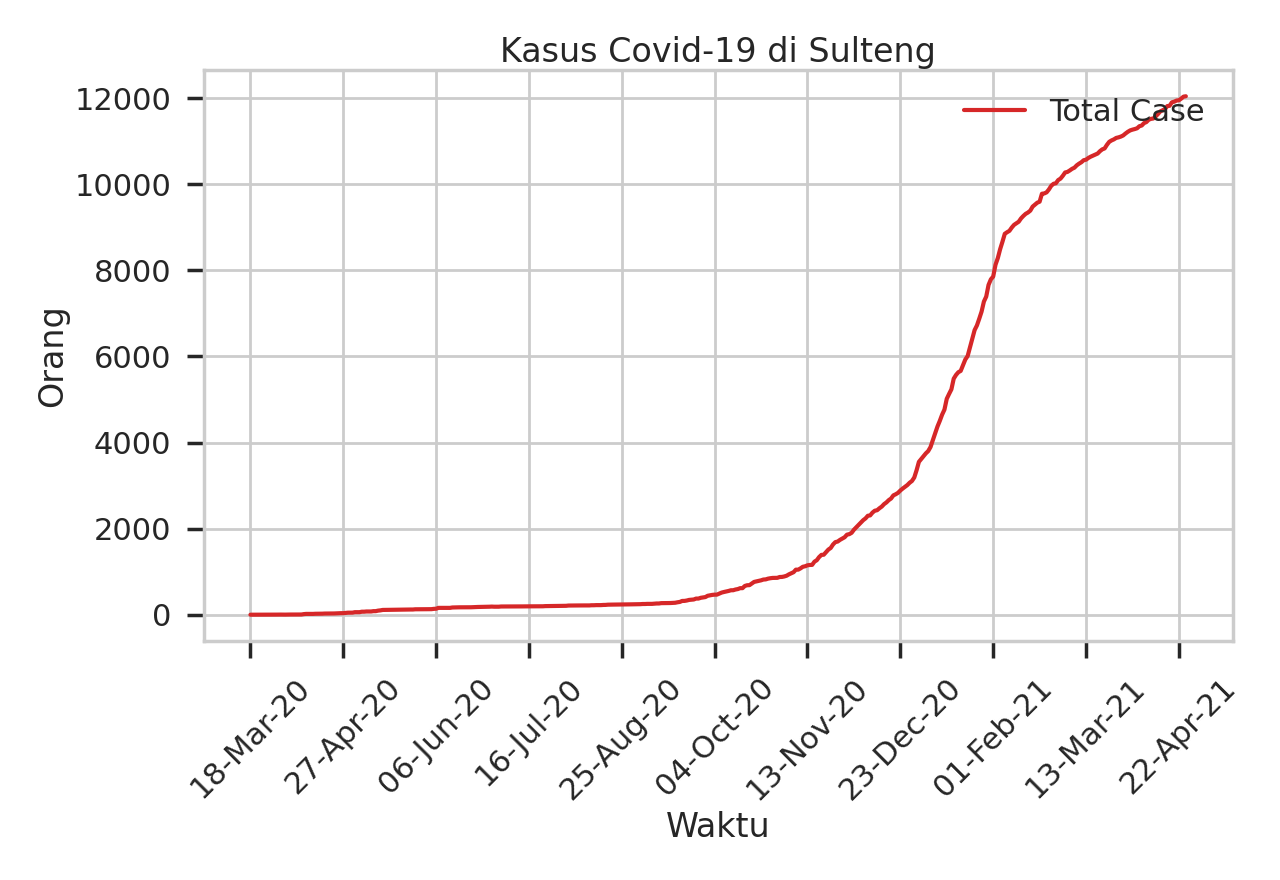 Kasus Covid-19 di Sulteng
Total Case
12000
10000
8000
6000
4000
2000
0
Orang
18-Mar-20
27-Apr-20
06-Jun-20
16-Jul-20
25-Aug-20
04-Oct-20
13-Nov-20
23-Dec-20
01-Feb-21
13-Mar-21
22-Apr-21
Waktu